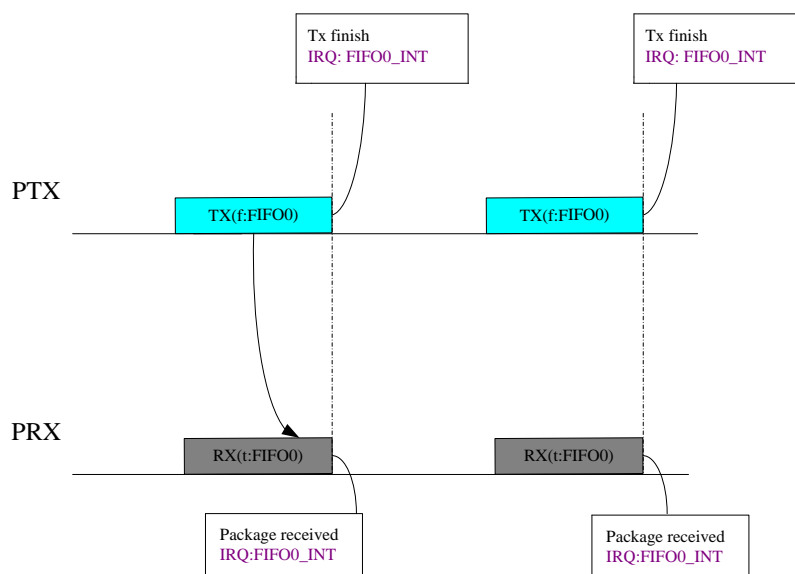 Tx finish
IRQ: FIFO0_INT
Tx finish
IRQ: FIFO0_INT
PTX
TX(f:FIFO0)
TX(f:FIFO0)
PRX
RX(t:FIFO0)
RX(t:FIFO0)
Package received
IRQ:FIFO0_INT
Package received
IRQ:FIFO0_INT